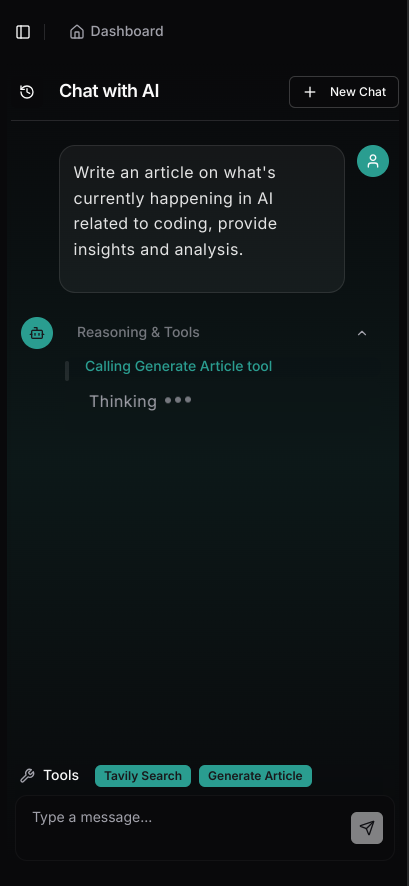 Dashboard
Chat with AI
New Chat
Write an article on what's
currently happening in AI
related to coding, provide
insights and analysis.
Reasoning & Tools
Calling Generate Article tool
Thinking
Tools
Tavily Search
Generate Article
Type a message...